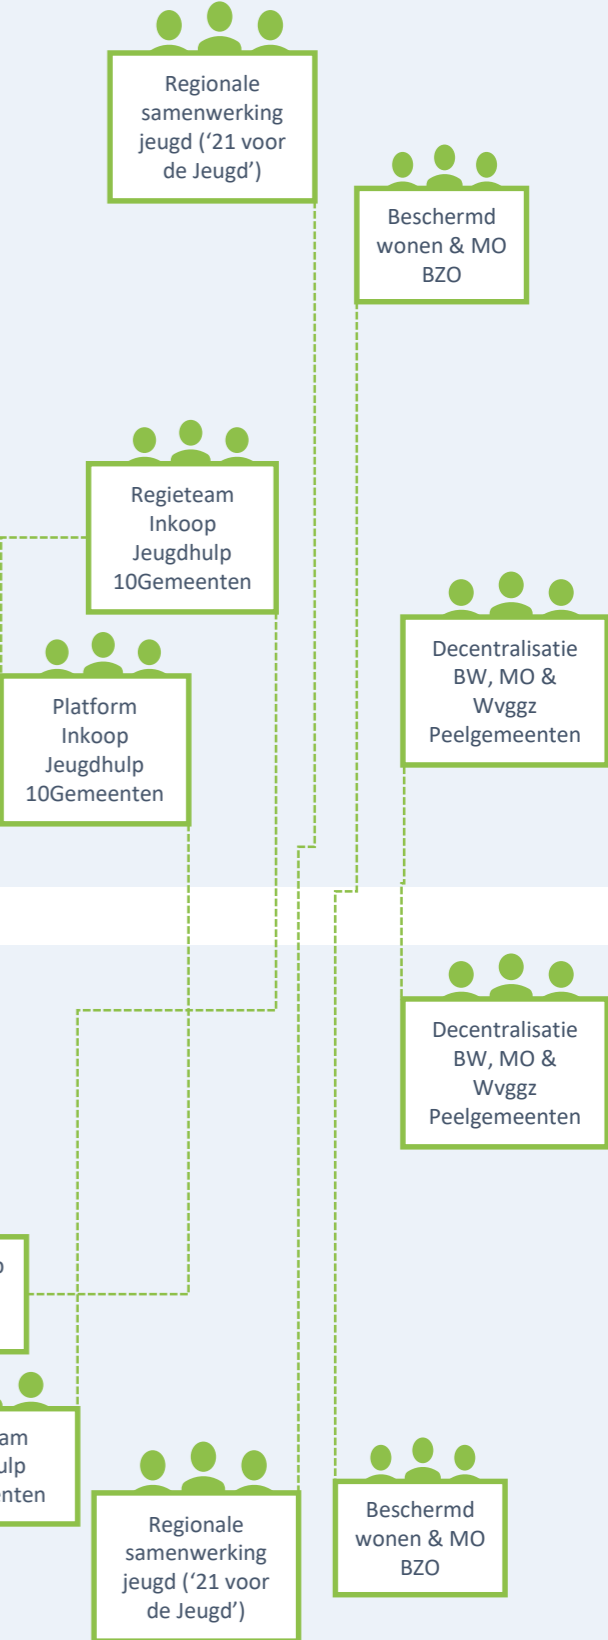 Regionale
samenwerking
jeugd (‘21 voor
de Jeugd’)
Beschermd
wonen & MO
BZO
Regieteam
Inkoop
Jeugdhulp
10Gemeenten
Decentralisatie
BW, MO &
Wvggz
Peelgemeenten
Platform
Inkoop
Jeugdhulp
10Gemeenten
Decentralisatie
BW, MO &
Wvggz
Peelgemeenten
Regionale
samenwerking
jeugd (‘21 voor
de Jeugd’)
Beschermd
wonen & MO
BZO